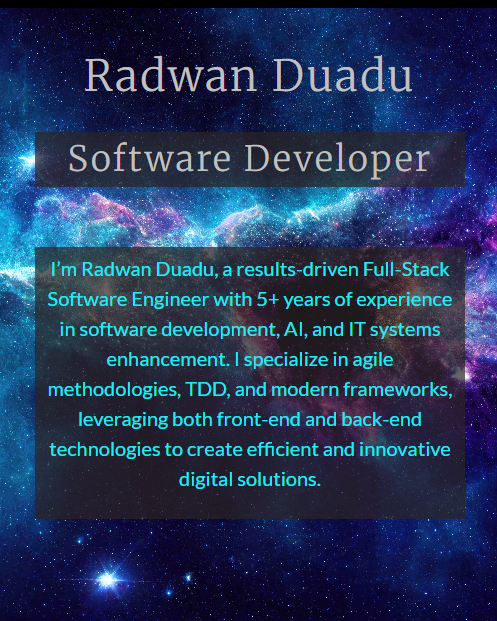 Radwan Duadu
Software Developer
I’m Radwan Duadu, a results-driven Full-Stack
Software Engineer with 5+ years of experience
in software development, AI, and IT systems
enhancement. I specialize in agile
methodologies, TDD, and modern frameworks,
leveraging both front-end and back-end
technologies to create efficient and innovative
digital solutions.